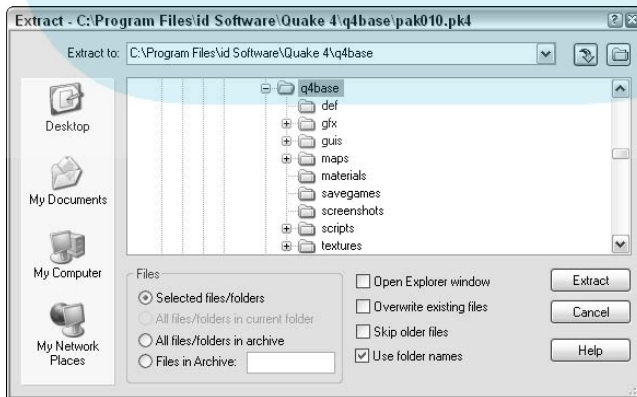 Extract - C:\Program Files\id Software\Quake 4\q4base\pak010.pk4
Extract to: C:\Program Files\id Software\Quake 4\q4base
q4base
def
gfx
guis
maps
materials
savegames
screenshots
scripts
textures
Desktop
My Documents
My Computer
My Network
Places
Files
Selected files/folders
All files/folders in current folder
All files/folders in archive
Files in Archive:
Open Explorer window
Overwrite existing files
Skip older files
Use folder names
Extract
Cancel
Help